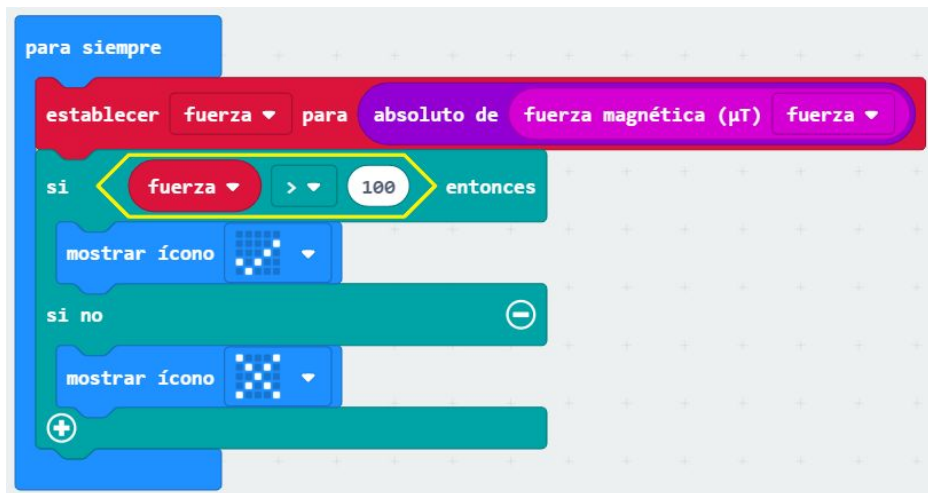 para siempre
establecer fuerza para absoluto de fuerza magnética (µT) fuerza
si fuerza > 100 entonces
mostrar ícono
si no
mostrar ícono